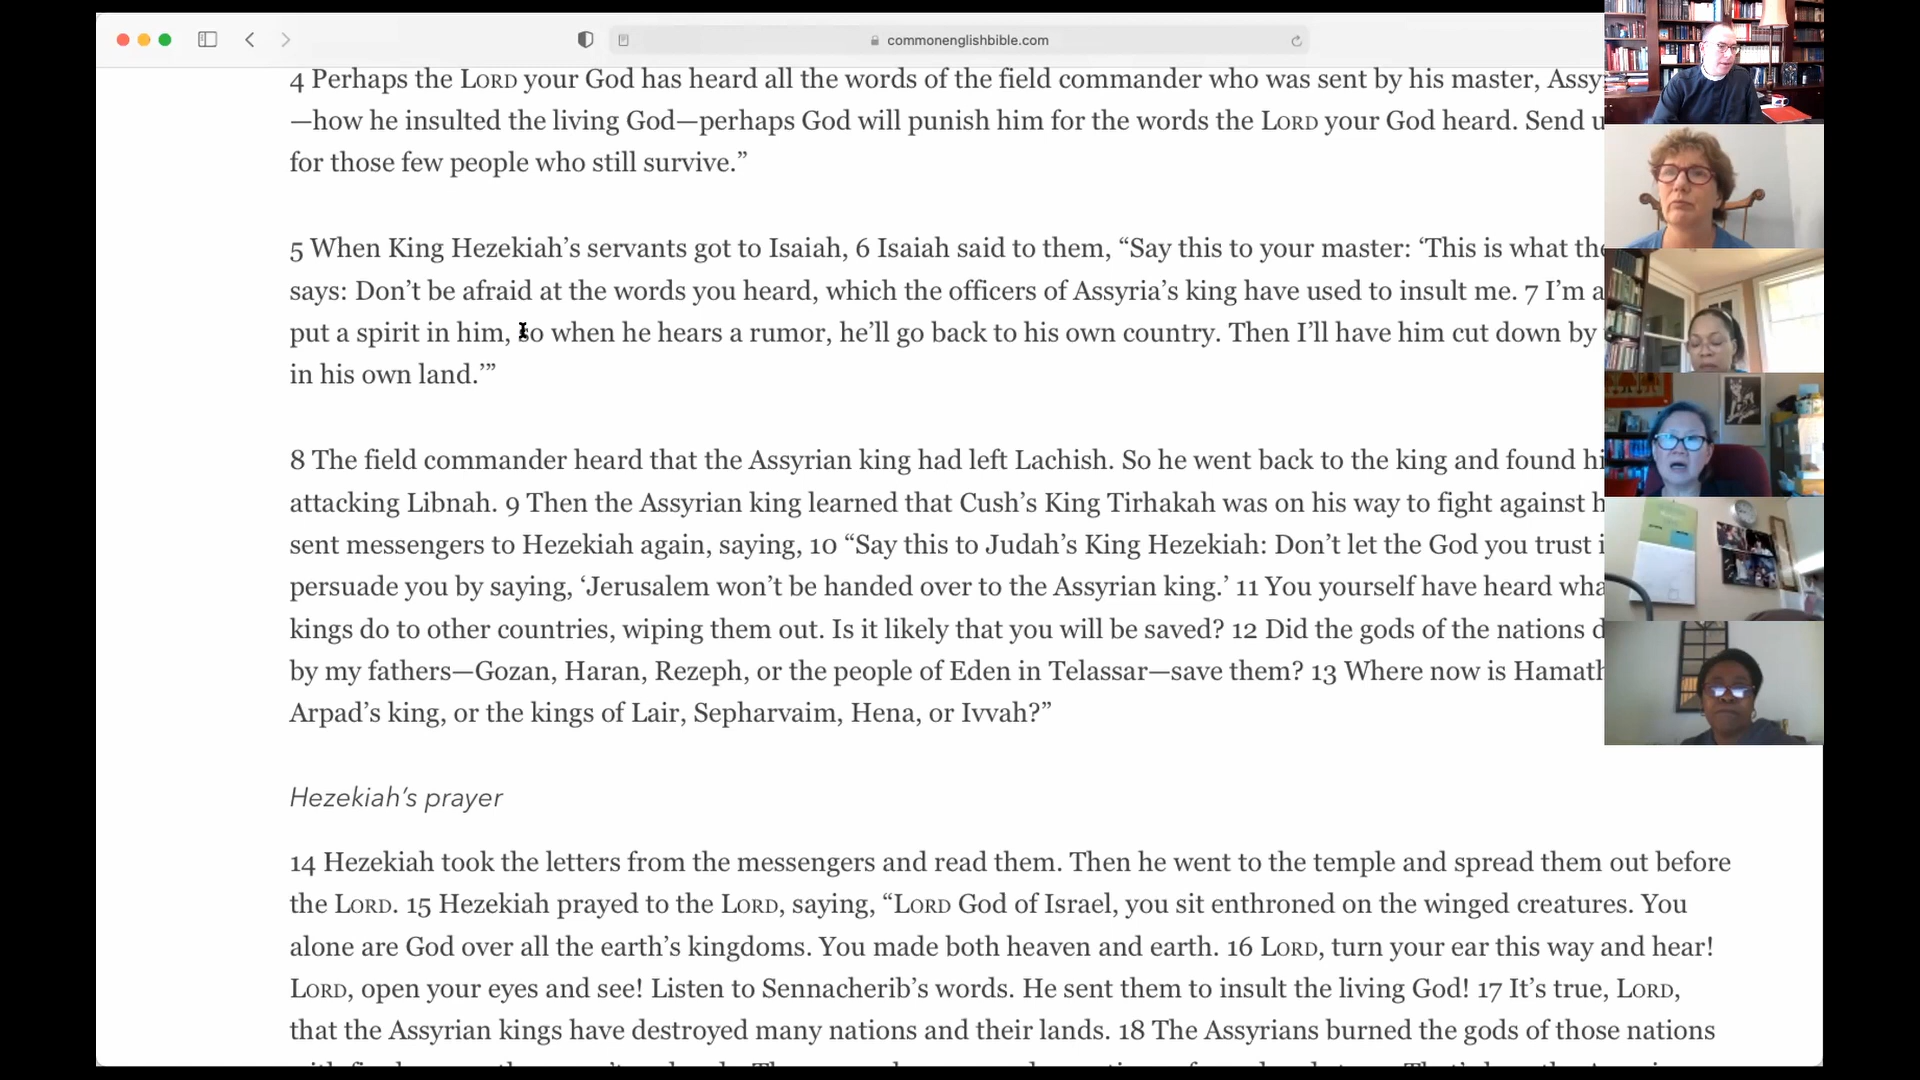 commonenglishbible.com
4 Perhaps the LORD your God has heard all the words of the field commander who was sent by his master,
—how he insulted the living God—perhaps God will punish him for the words the LORD your God heard. Send
for those few people who still survive.”
5 When King Hezekiah’s servants got to Isaiah, 6 Isaiah said to them, “Say this to your master: ‘This is what
says: Don’t be afraid at the words you heard, which the officers of Assyria’s king have used to insult me. 7 I’m
put a spirit in him, so when he hears a rumor, he’ll go back to his own country. Then I’ll have him cut down by
in his own land.’”
8 The field commander heard that the Assyrian king had left Lachish. So he went back to the king and found
attacking Libnah. 9 Then the Assyrian king learned that Cush’s King Tirhakah was on his way to fight against
sent messengers to Hezekiah again, saying, 10 “Say this to Judah’s King Hezekiah: Don’t let the God you trust
persuade you by saying, ‘Jerusalem won’t be handed over to the Assyrian king.’ 11 You yourself have heard
kings do to other countries, wiping them out. Is it likely that you will be saved? 12 Did the gods of the nations
by my fathers—Gozan, Haran, Rezeph, or the people of Eden in Telassar—save them? 13 Where now is
Arpad’s king, or the kings of Lair, Sepharvaim, Hena, or Ivvah?”
Hezekiah’s prayer
14 Hezekiah took the letters from the messengers and read them. Then he went to the temple and spread them out before
the LORD. 15 Hezekiah prayed to the LORD, saying, “LORD God of Israel, you sit enthroned on the winged creatures. You
alone are God over all the earth’s kingdoms. You made both heaven and earth. 16 LORD, turn your ear this way and hear!
LORD, open your eyes and see! Listen to Sennacherib’s words. He sent them to insult the living God! 17 It’s true, LORD,
that the Assyrian kings have destroyed many nations and their lands. 18 The Assyrians burned the gods of those nations